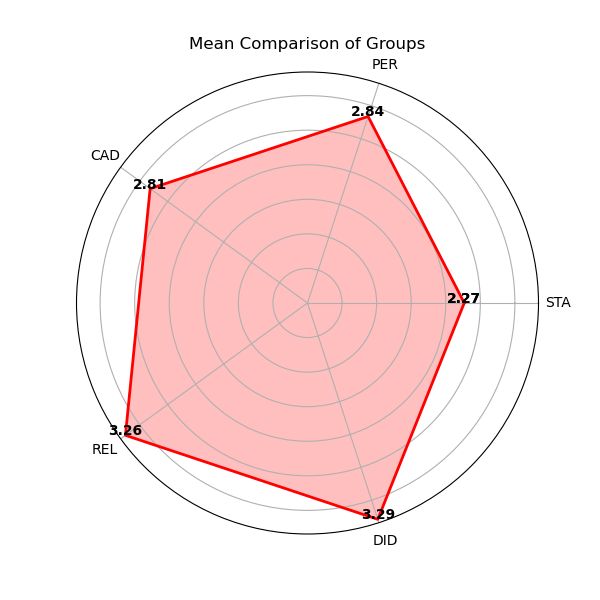 Mean Comparison of Groups
PER
2.84
CAD
2.81
2.27
STA
3.26
REL
3.29
DID